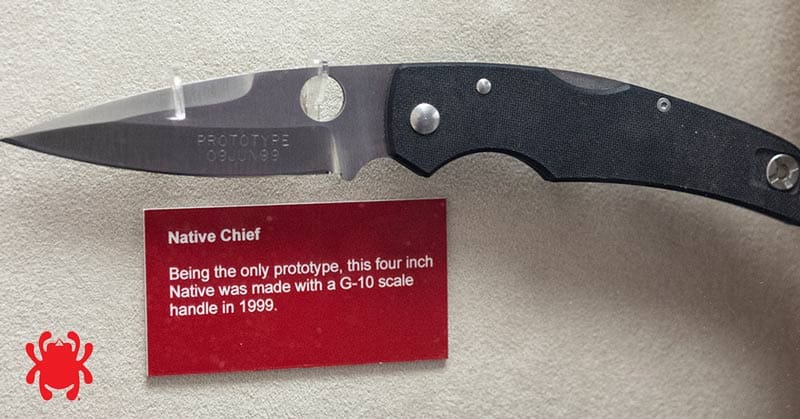 PROTOTYPE
09JUN99
Native Chief
Being the only prototype, this four inch
Native was made with a G-10 scale
handle in 1999.